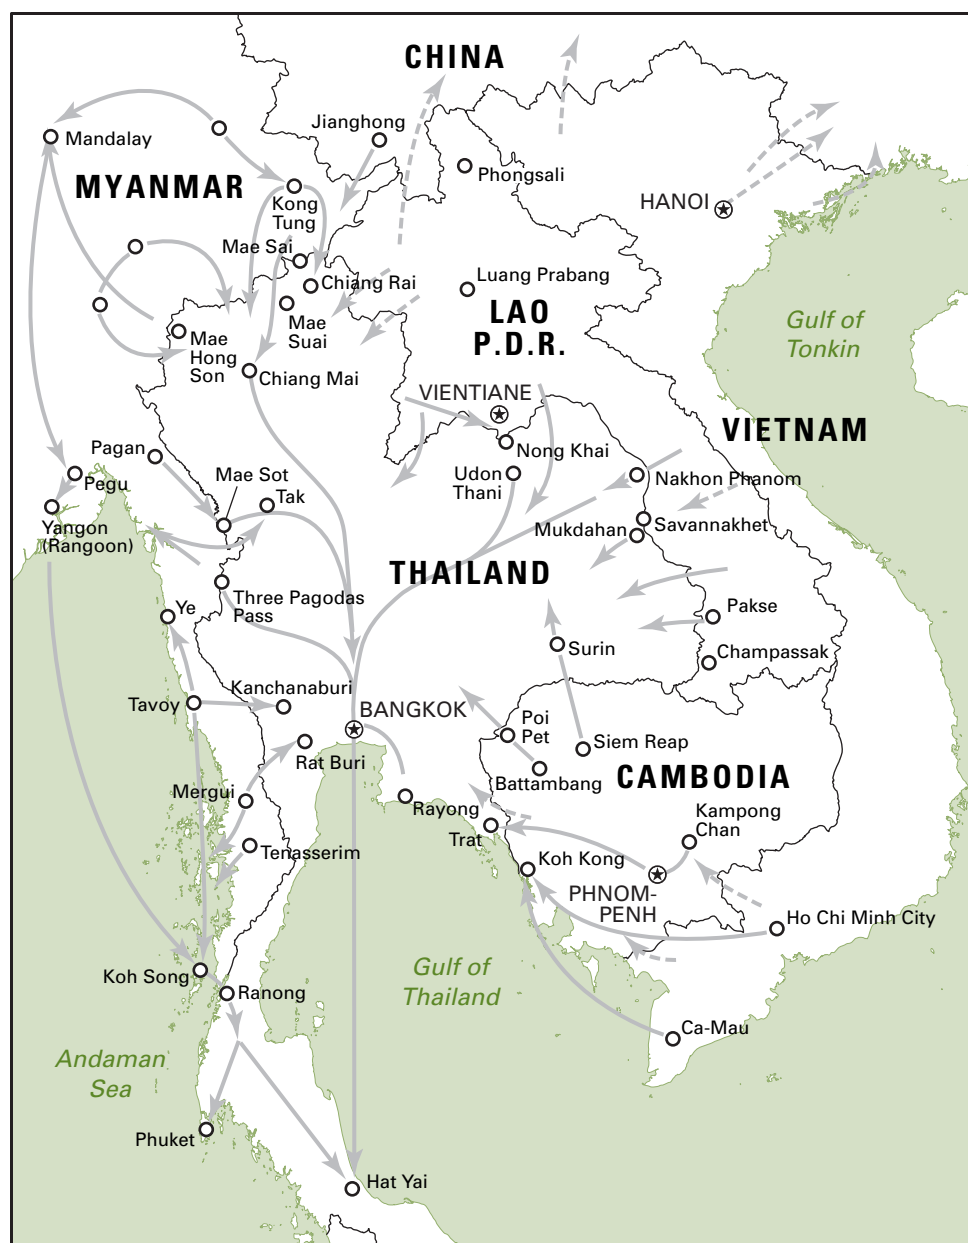 CHINA
Jianghong
Mandalay
Phongsali
MYANMAR
HANOI
Kong
Tung
Mae Sai
Chiang Rai
Luang Prabang
Mae
Suai
LAO
P.D.R.
Gulf of
Tonkin
Mae
Hong
Son
Chiang Mai
VIENTIANE
VIETNAM
Pagan
Mae Sot
Nong Khai
Pegu
Tak
Udon
Thani
Nakhon Phanom
Yangon
(Rangoon)
Mukdahan
Savannakhet
THAILAND
Three Pagodas
Pass
Ye
Pakse
Surin
Champassak
Kanchanaburi
Tavoy
BANGKOK
Poi
Pet
Siem Reap
Rat Buri
Battambang
CAMBODIA
Mergui
Rayong
Kampong
Chan
Trat
Tenasserim
Koh Kong
PHNOM-
PENH
Ho Chi Minh City
Koh Song
Ranong
Gulf of
Thailand
Ca-Mau
Andaman
Sea
Phuket
Hat Yai